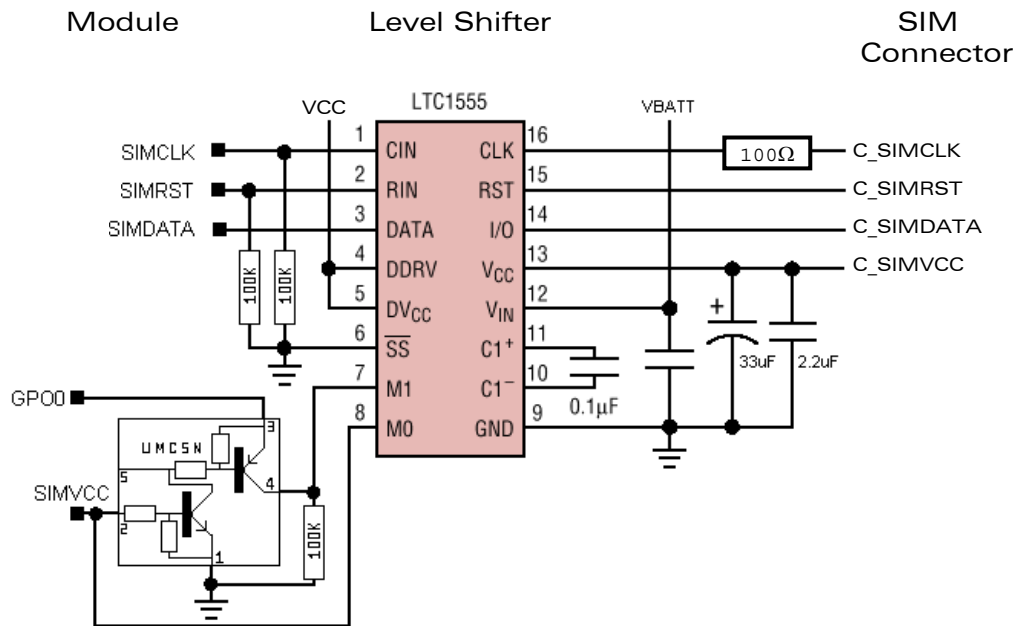 Module
Level Shifter
SIM
Connector
LTC1555
VCC
VBATT
1
16
SIMCLK
CIN
CLK
100Ω
C_SIMCLK
2
15
SIMRST
RIN
RST
C_SIMRST
3
14
SIMDATA
DATA
I/O
C_SIMDATA
4
13
DDRV
VCC
C_SIMVCC
100K
100K
5
12
DVCC
VIN
+
6
11
SS
C1+
33uF
2.2uF
7
10
M1
C1−
0.1µF
GPO0
8
9
M0
GND
3
UMC5N
5
4
SIMVCC
2
100K
1